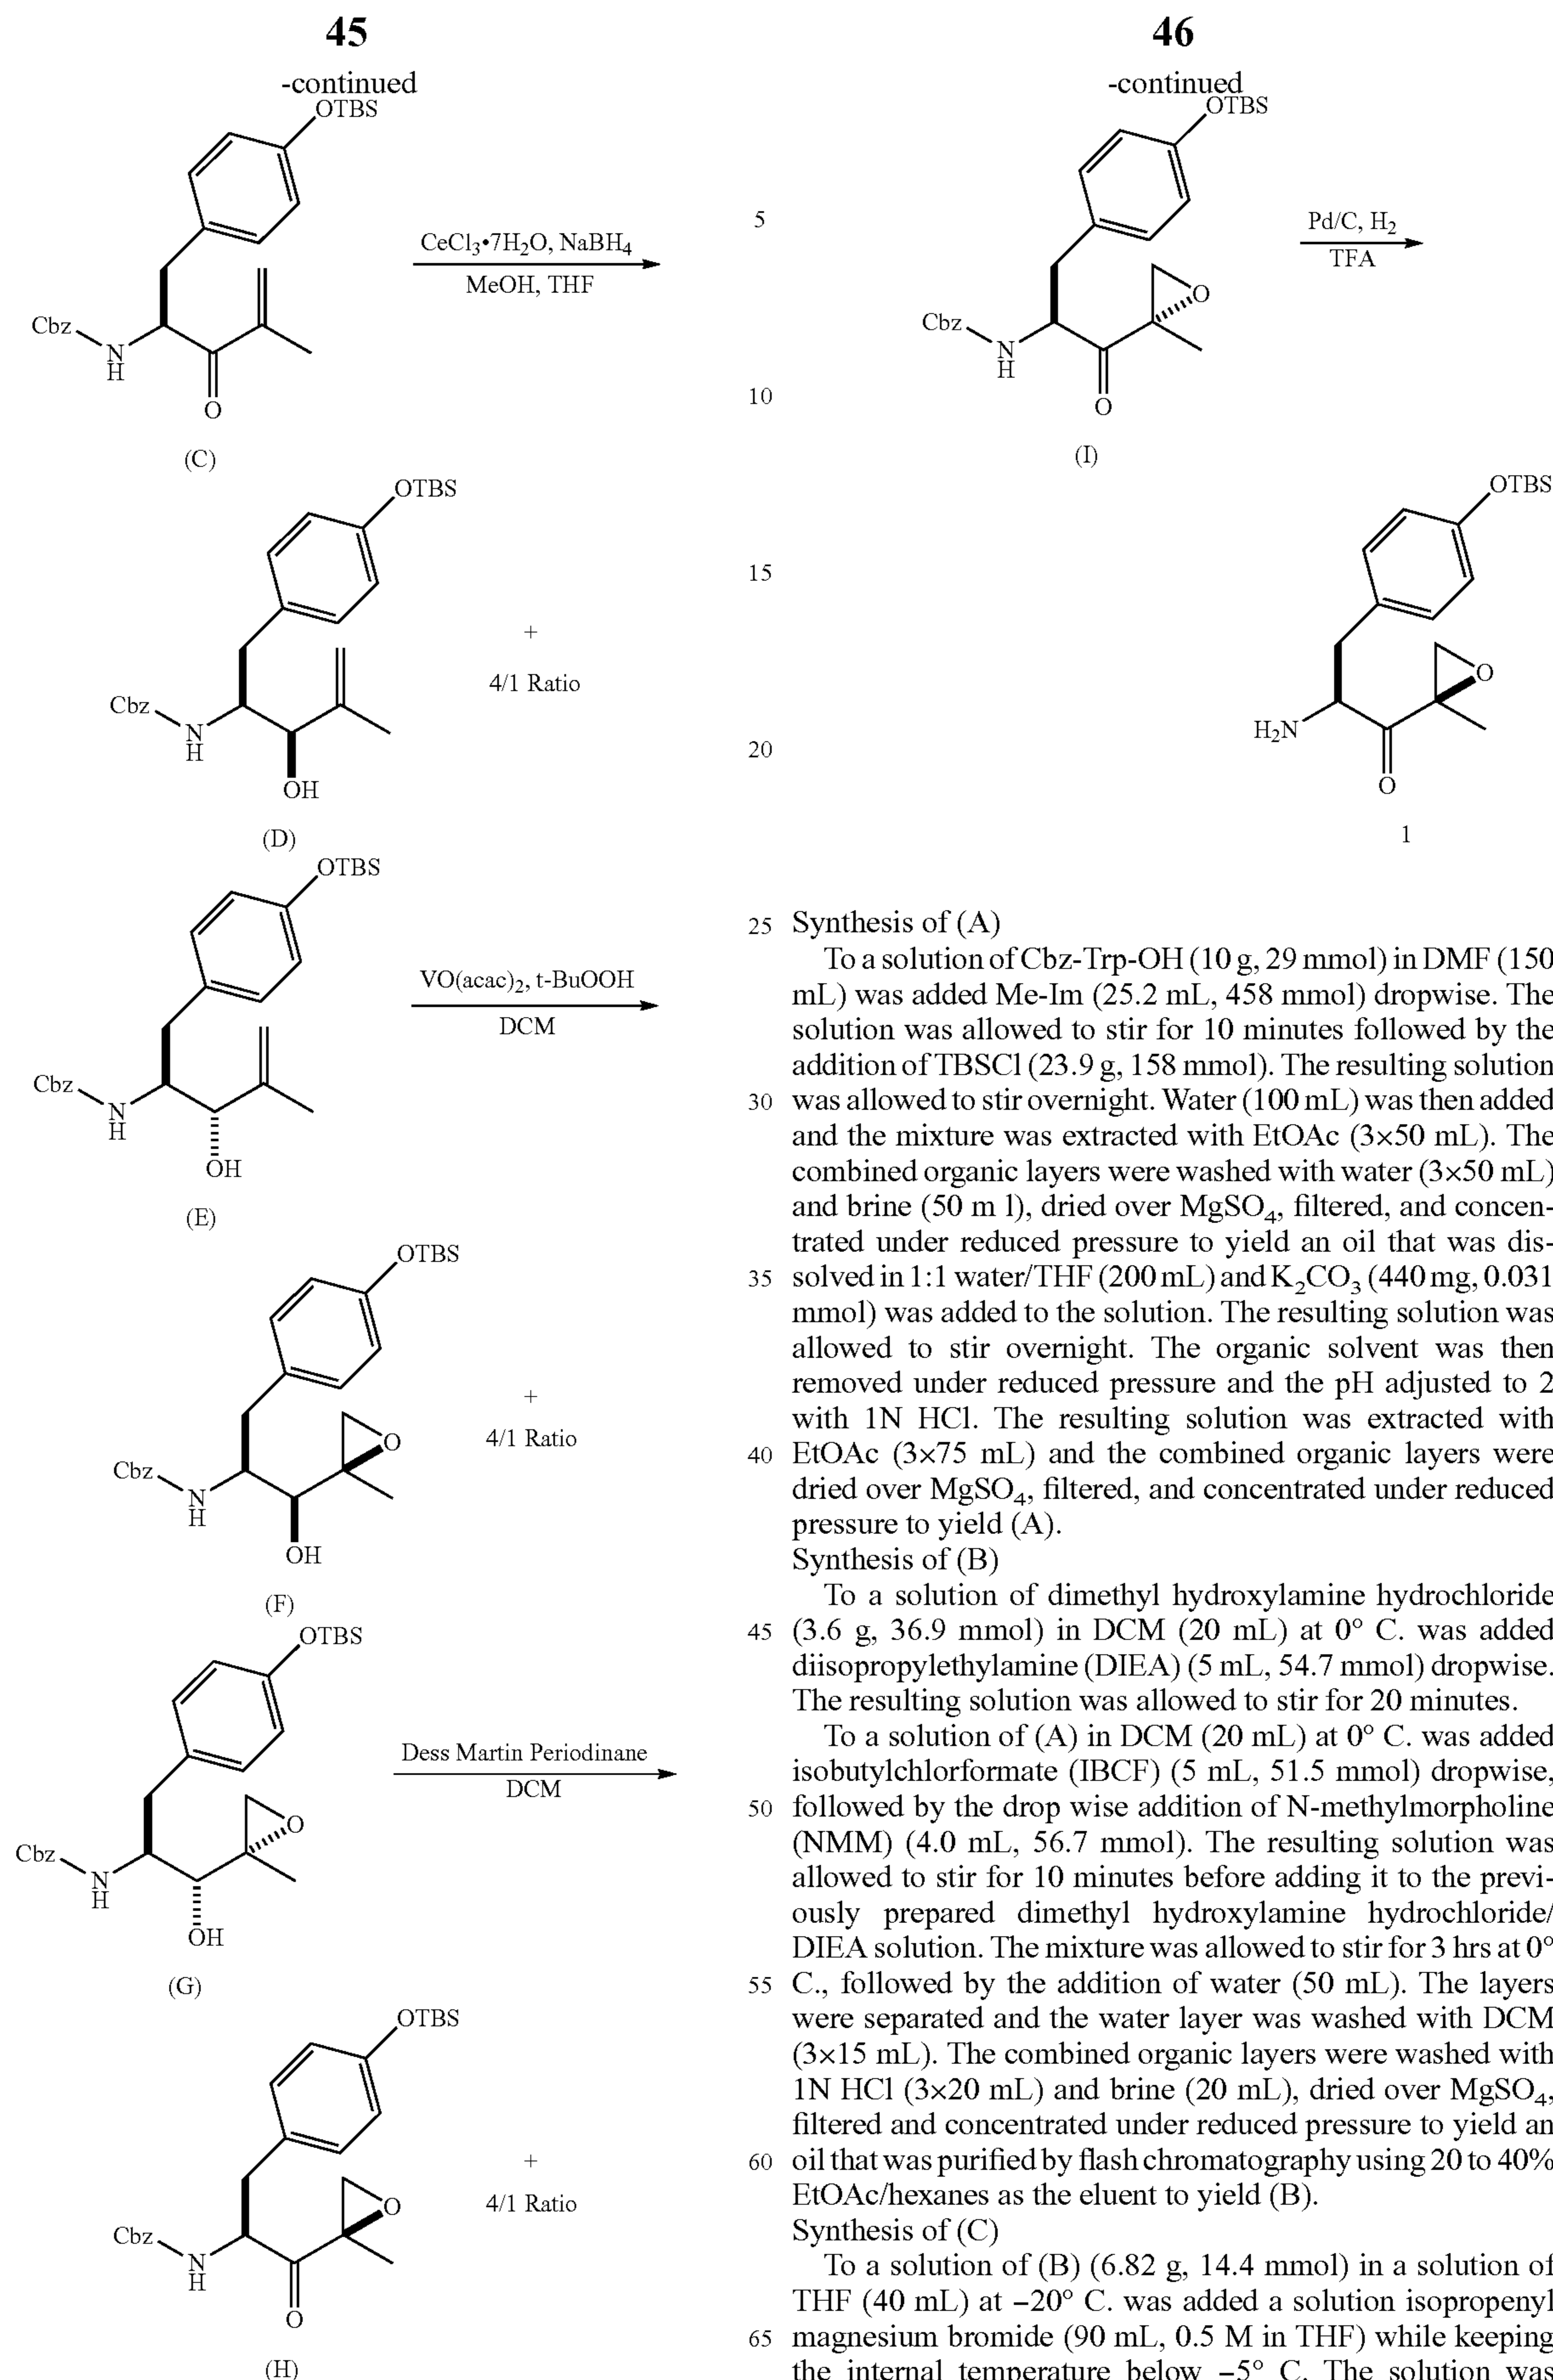 45
-continued
OTBS
CeCl3•7H2O, NaBH4
MeOH, THF
Cbz
N
H
O
(C)
OTBS
+
4/1 Ratio
Cbz
N
H
OH
(D)
OTBS
VO(acac)2, t-BuOOH
DCM
Cbz
N
H
OH
(E)
OTBS
+
4/1 Ratio
O
Cbz
N
H
OH
(F)
OTBS
Dess Martin Periodinane
DCM
O
Cbz
N
H
OH
(G)
OTBS
+
4/1 Ratio
O
Cbz
N
H
O
(H)
46
-continued
OTBS
5
Pd/C, H2
TFA
O
Cbz
N
H
10
O
(I)
OTBS
15
O
20
H2N
O
1
25 Synthesis of (A)
To a solution of Cbz-Trp-OH (10 g, 29 mmol) in DMF (150
mL) was added Me-Im (25.2 mL, 458 mmol) dropwise. The
solution was allowed to stir for 10 minutes followed by the
addition of TBSCl (23.9 g, 158 mmol). The resulting solution
30 was allowed to stir overnight. Water (100 mL) was then added
and the mixture was extracted with EtOAc (3×50 mL). The
combined organic layers were washed with water (3×50 mL)
and brine (50 m l), dried over MgSO4, filtered, and concen-
trated under reduced pressure to yield an oil that was dis-
35 solved in 1:1 water/THF (200 mL) and K2CO3 (440 mg, 0.031
mmol) was added to the solution. The resulting solution was
allowed to stir overnight. The organic solvent was then
removed under reduced pressure and the pH adjusted to 2
with 1N HCl. The resulting solution was extracted with
40 EtOAc (3×75 mL) and the combined organic layers were
dried over MgSO4, filtered, and concentrated under reduced
pressure to yield (A).
Synthesis of (B)
To a solution of dimethyl hydroxylamine hydrochloride
45 (3.6 g, 36.9 mmol) in DCM (20 mL) at 0° C. was added
diisopropylethylamine (DIEA) (5 mL, 54.7 mmol) dropwise.
The resulting solution was allowed to stir for 20 minutes.
To a solution of (A) in DCM (20 mL) at 0° C. was added
isobutylchlorformate (IBCF) (5 mL, 51.5 mmol) dropwise,
50 followed by the drop wise addition of N-methylmorpholine
(NMM) (4.0 mL, 56.7 mmol). The resulting solution was
allowed to stir for 10 minutes before adding it to the previ-
ously prepared dimethyl hydroxylamine hydrochloride/
DIEA solution. The mixture was allowed to stir for 3 hrs at 0°
55 C., followed by the addition of water (50 mL). The layers
were separated and the water layer was washed with DCM
(3×15 mL). The combined organic layers were washed with
1N HCl (3×20 mL) and brine (20 mL), dried over MgSO4,
filtered and concentrated under reduced pressure to yield an
60 oil that was purified by flash chromatography using 20 to 40%
EtOAc/hexanes as the eluent to yield (B).
Synthesis of (C)
To a solution of (B) (6.82 g, 14.4 mmol) in a solution of
THF (40 mL) at −20° C. was added a solution isopropenyl
65 magnesium bromide (90 mL, 0.5 M in THF) while keeping
the internal temperature below −5° C. The solution was